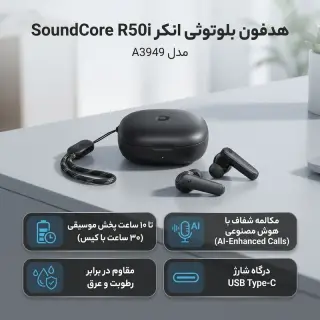 هدفون بلوتوثی انکر SoundCore R50i
مدل A3949
مکالمه شفاف با
هوش مصنوعی
(AI-Enhanced Calls)
AI
تا ۱۰ ساعت پخش موسیقی
(۳۰ ساعت با کیس)
درگاه شارژ
USB Type-C
مقاوم در برابر
رطوبت و عرق